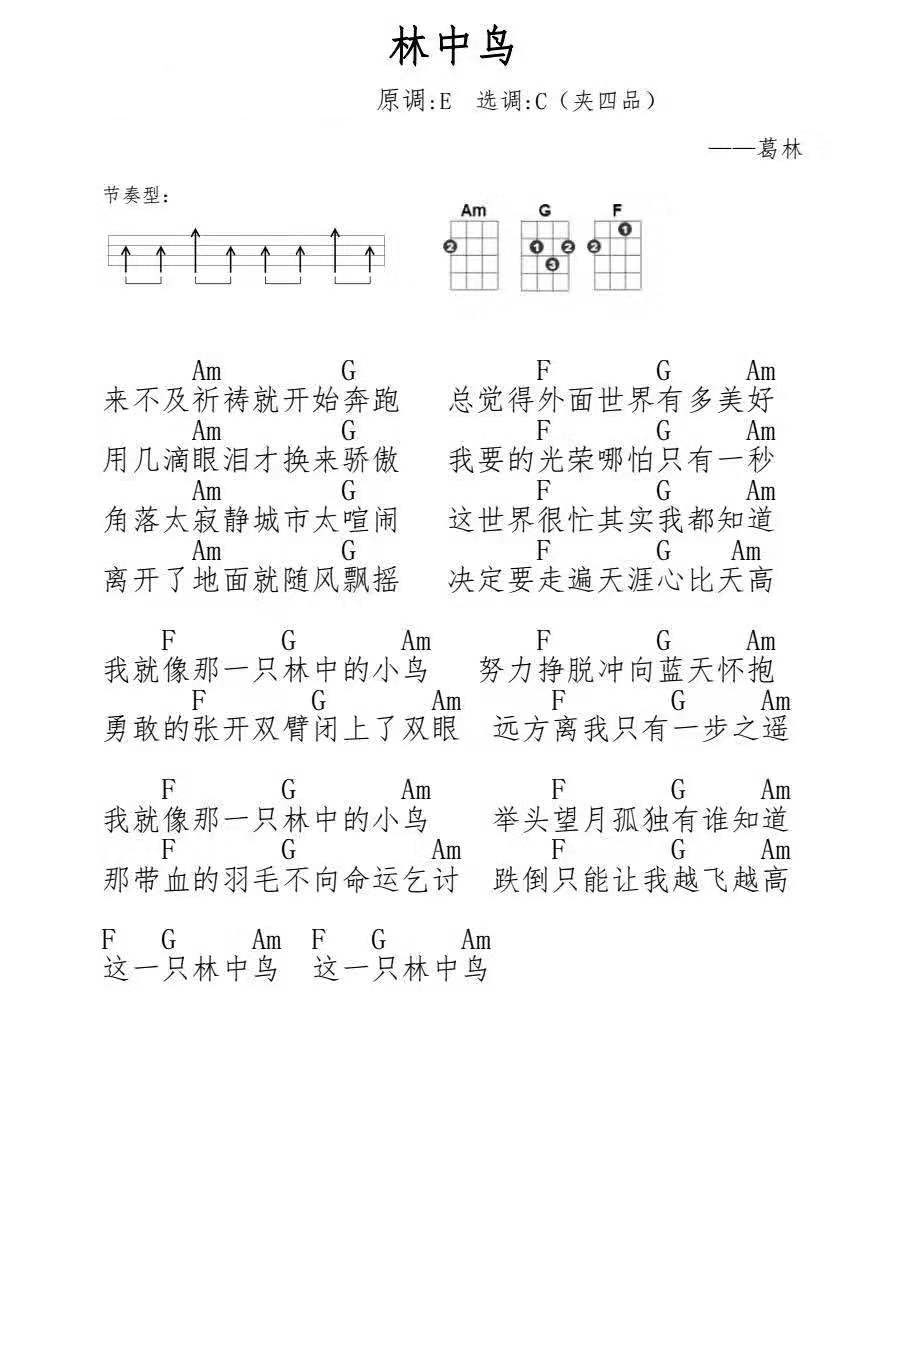 林中鸟
原调:E 选调:C（夹四品）
——葛林
节奏型:
Am G F
2 1 2 3 2 1
Am G F G Am
来不及祈祷就开始奔跑 总觉得外面世界有多美好
Am G F G Am
用几滴眼泪才换来骄傲 我要的光荣哪怕只有一秒
Am G F G Am
角落太寂静城市太喧闹 这世界很忙其实我都知道
Am G F G Am
离开了地面就随风飘摇 决定要走遍天涯心比天高
F G Am F G Am
我就像那一只林中的小鸟 努力挣脱冲向蓝天怀抱
F G Am F G Am
勇敢的张开双臂闭上了双眼 远方离我只有一步之遥
F G Am F G Am
我就像那一只林中的小鸟 举头望月孤独有谁知道
F G Am F G Am
那带血的羽毛不向命运乞讨 跌倒只能让我越飞越高
F G Am F G Am
这一只林中鸟 这一只林中鸟